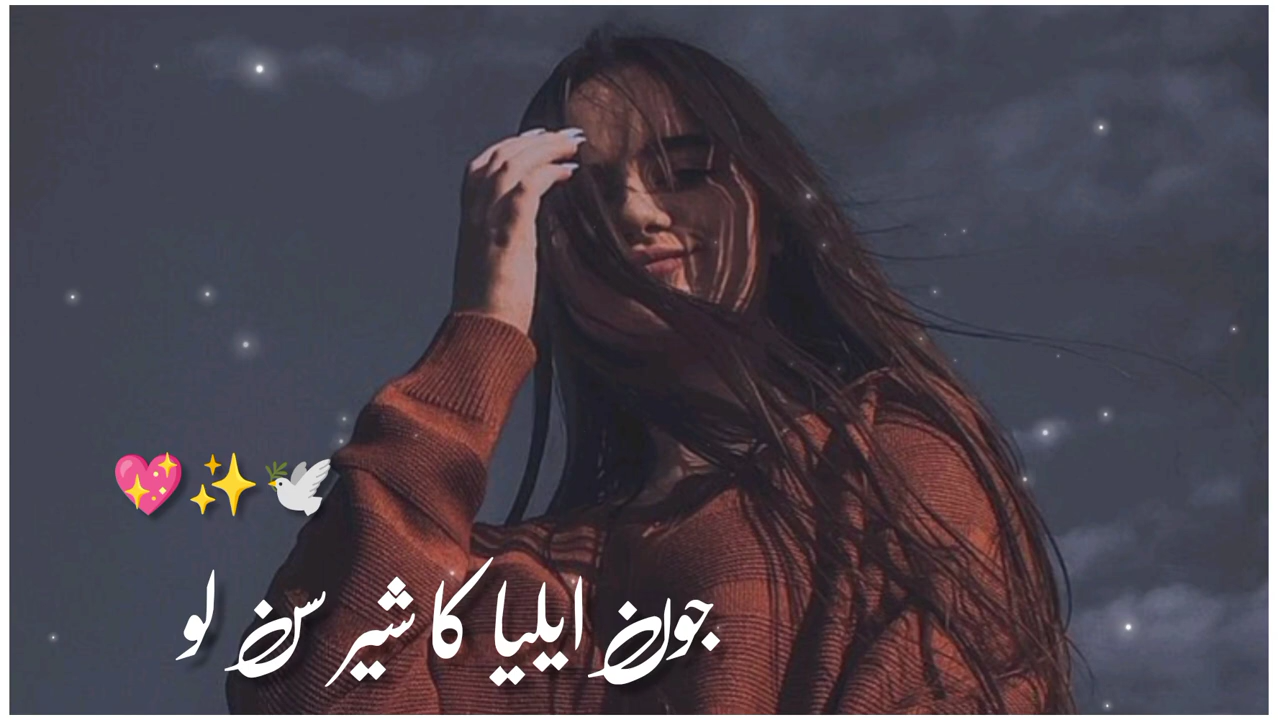 💖✨🕊️
جون ایلیا کا شیر سن لو